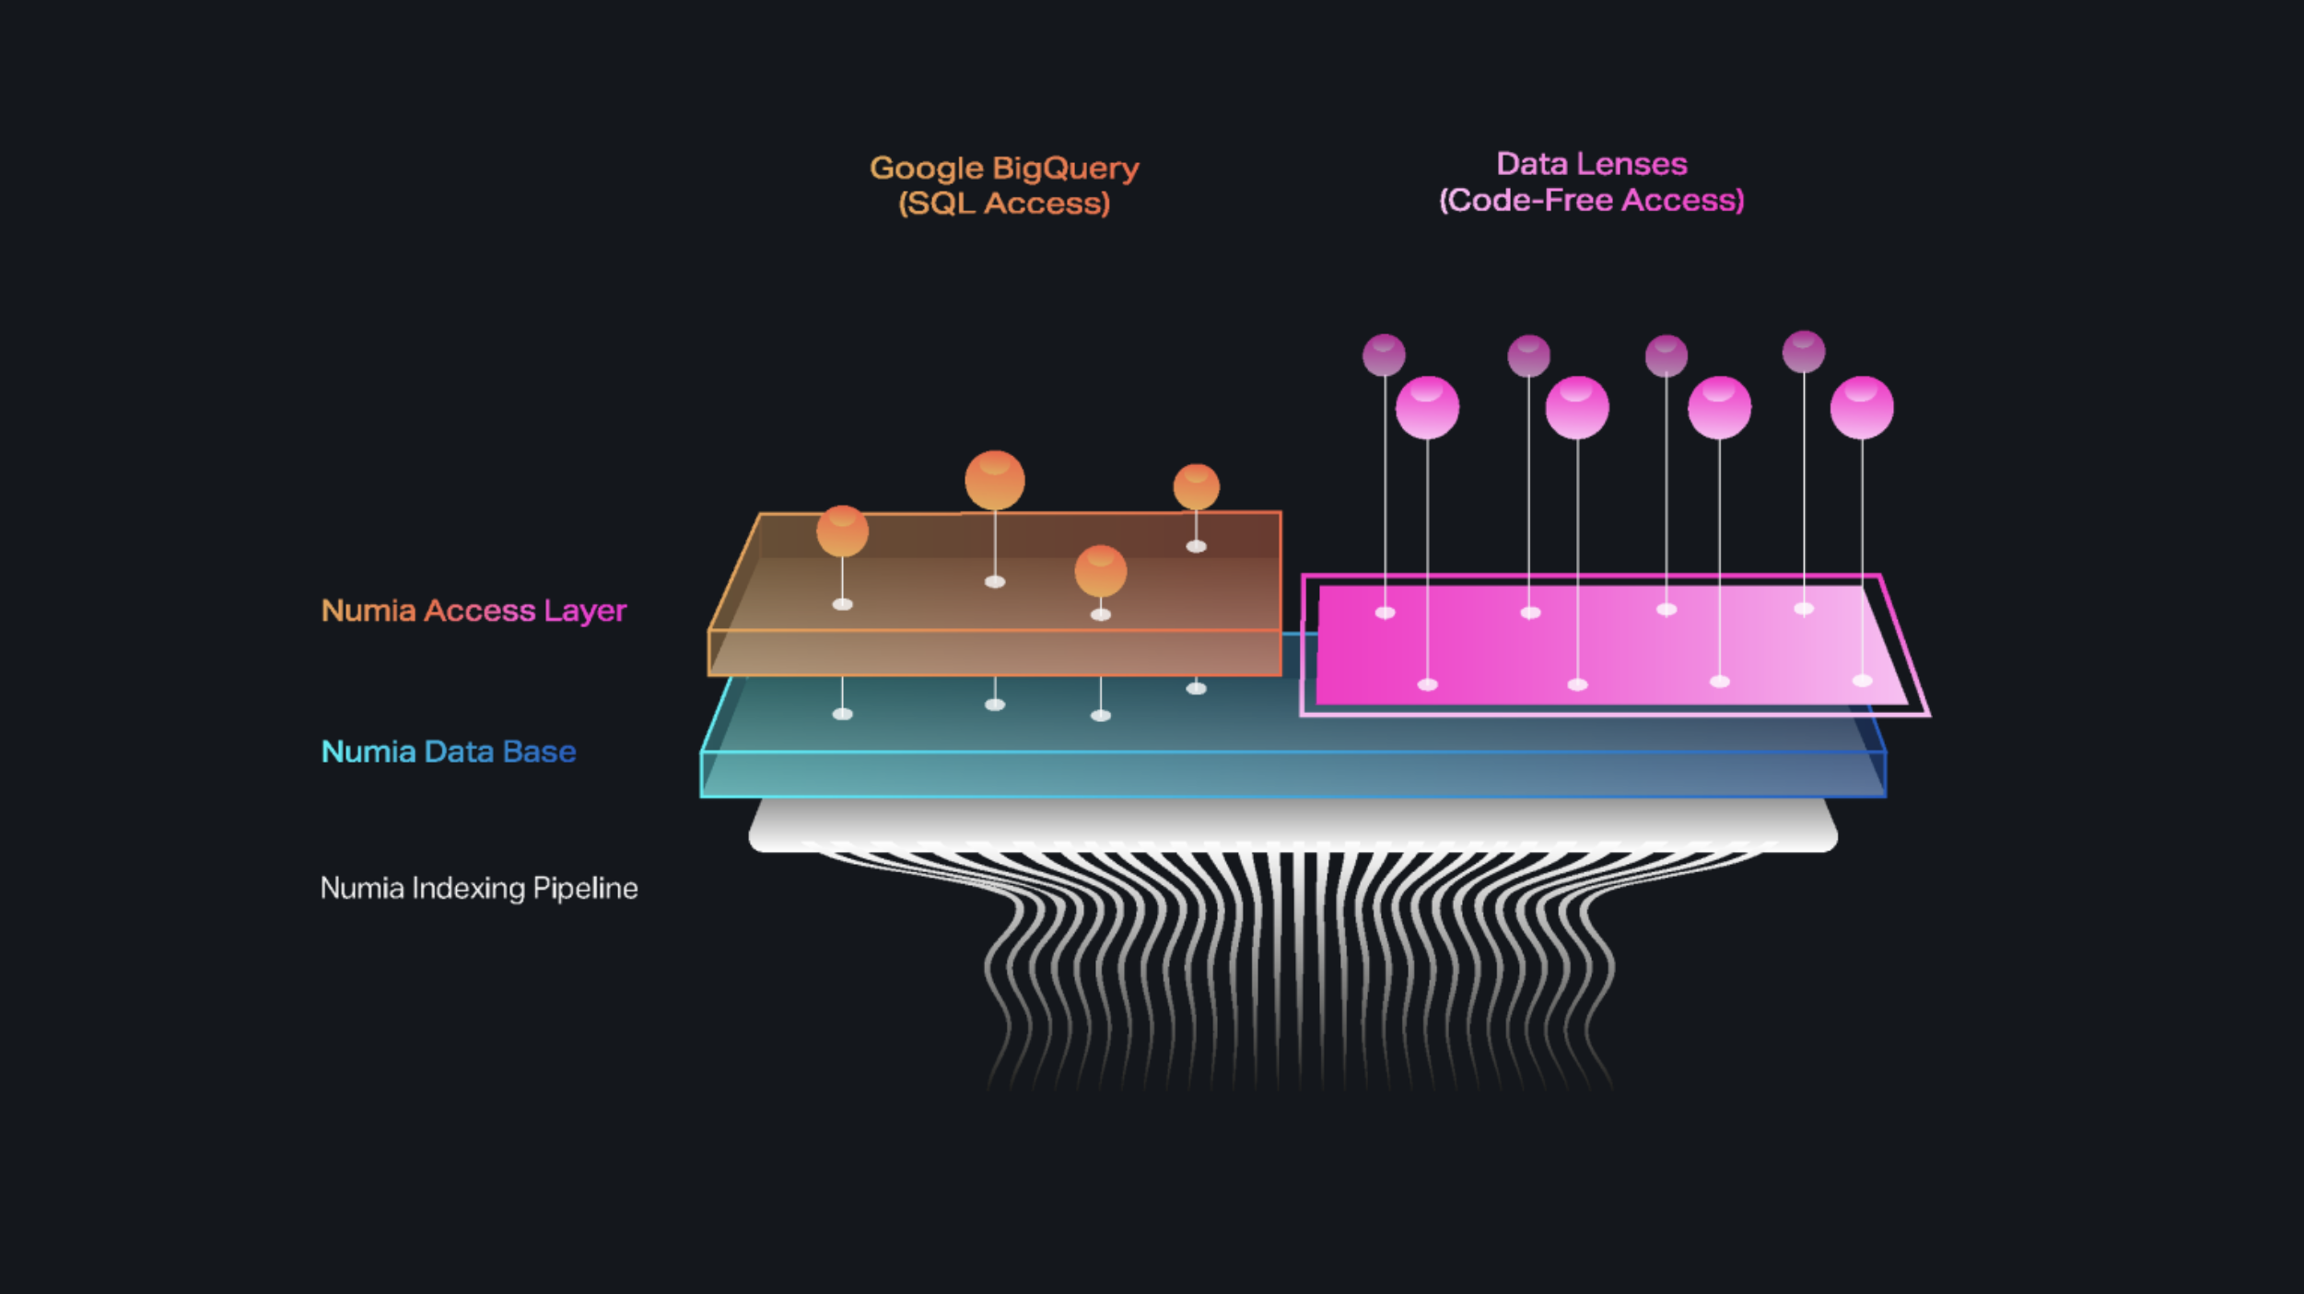 Google BigQuery
(SQL Access)
Data Lenses
(Code-Free Access)
Numia Access Layer
Numia Data Base
Numia Indexing Pipeline